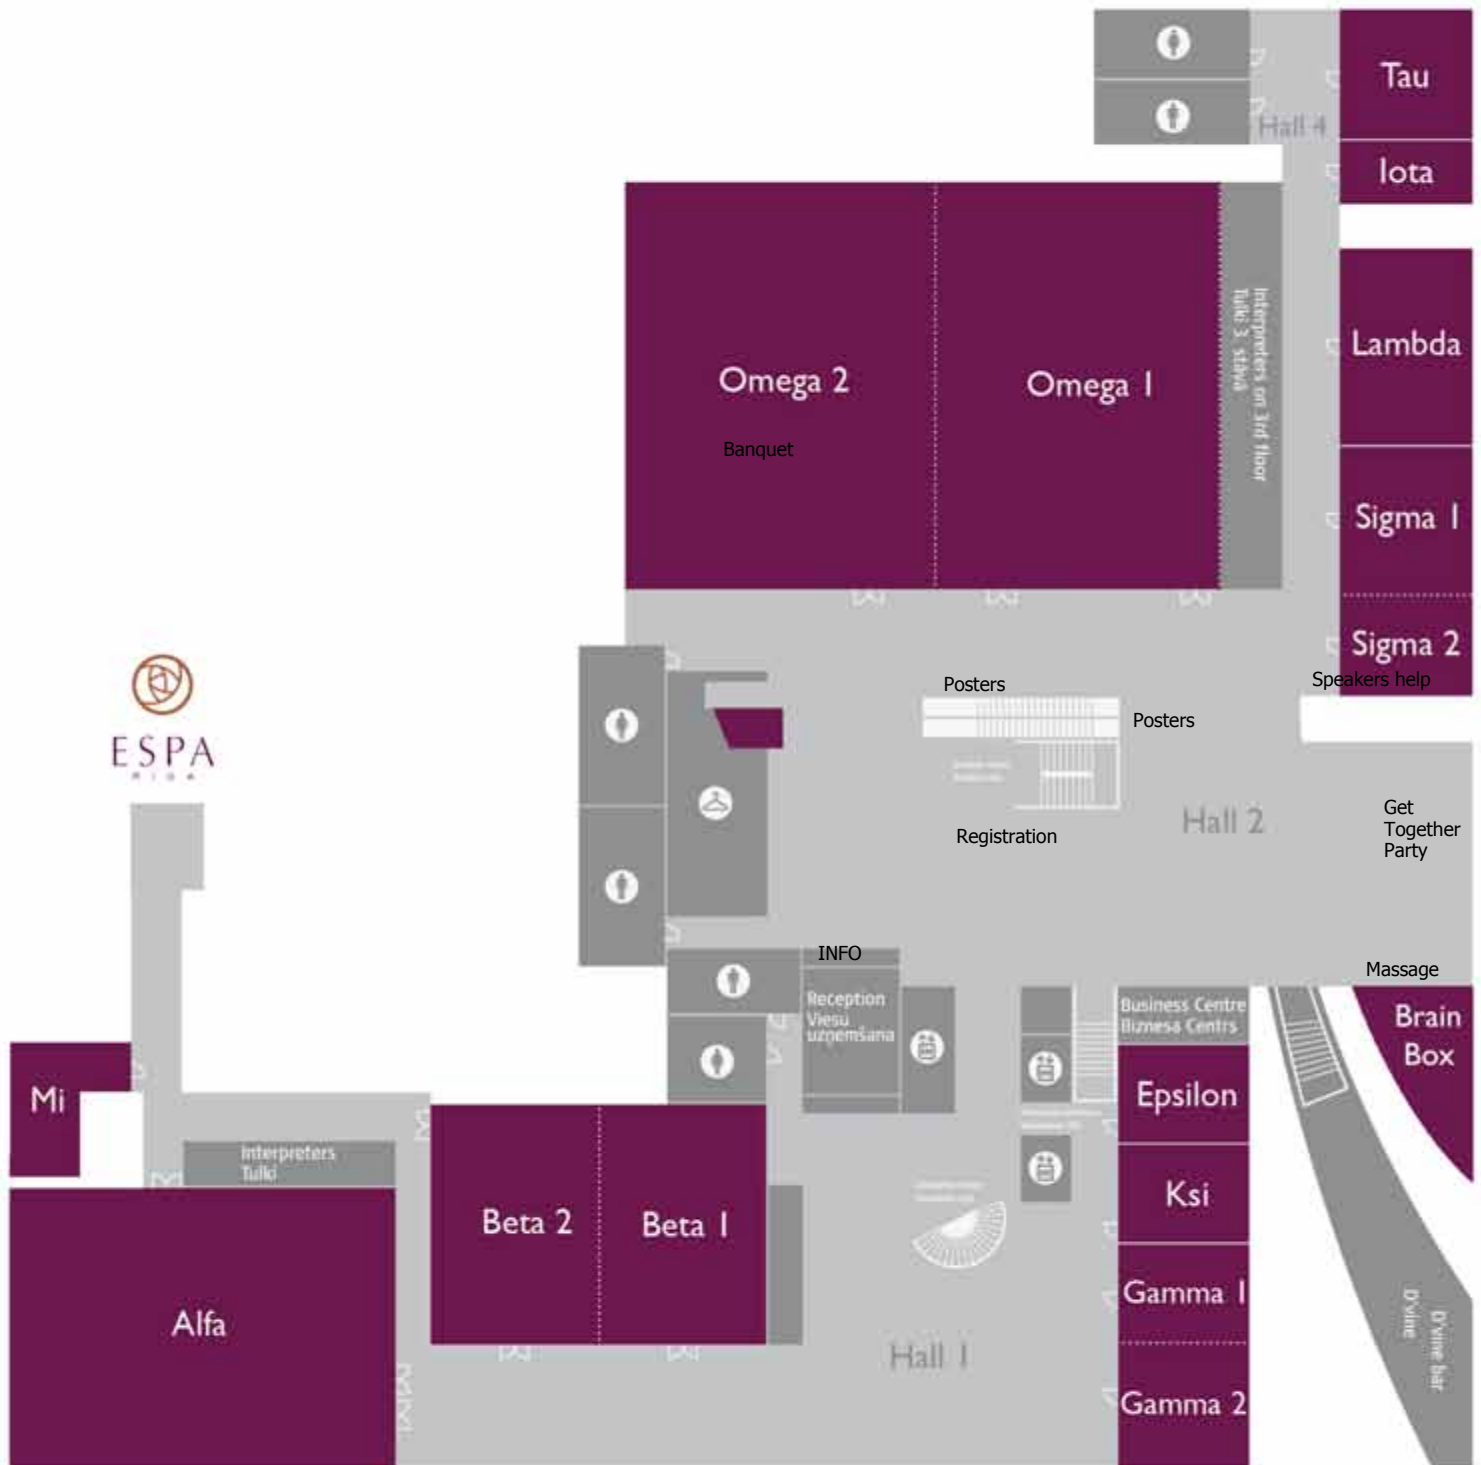 Tau
Hall 4
Iota
Lambda
Omega 2
Omega 1
Interpreters on 3rd floor
Tulki 3. stāvā
Banquet
Sigma 1
Sigma 2
Speakers help
Posters
Posters
ESPA
RIGA
Hall 2
Get
Together
Party
Registration
INFO
Massage
Reception
Viesu
uzņemšana
Business Centre
Biznesa Centrs
Brain
Box
Epsilon
Mi
Interpreters
Tulki
Ksi
Beta 2
Beta 1
Gamma 1
Alfa
Hall 1
Gamma 2
D'vine bar
D'vine